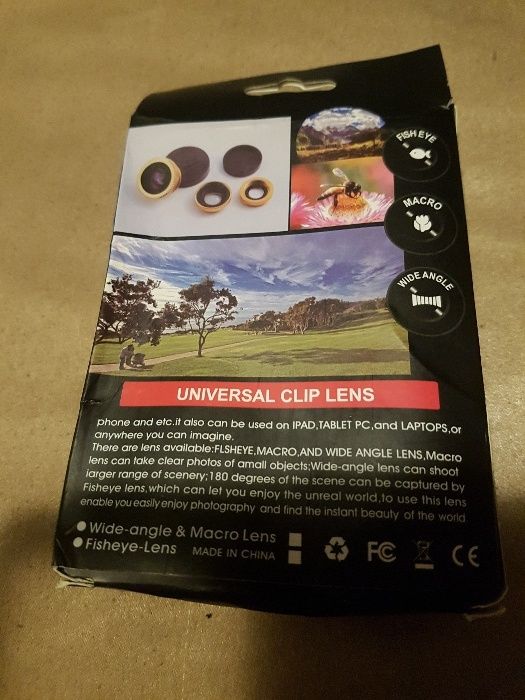 FISH EYE
MACRO
WIDE ANGLE
UNIVERSAL CLIP LENS
phone and etc.it also can be used on IPAD,TABLET PC,and LAPTOPS,or
anywhere you can imagine.
There are lens available:FLSHEYE,MACRO,AND WIDE ANGLE LENS,Macro
lens can take clear photos of amall objects;Wide-angle lens can shoot
larger range of scenery;180 degrees of the scene can be captured by
Fisheye lens,which can let you enjoy the unreal world,to use this lens
enable you easily enjoy photography and find the instant beauty of the world
Wide-angle & Macro Lens
Fisheye-Lens MADE IN CHINA
FC CE